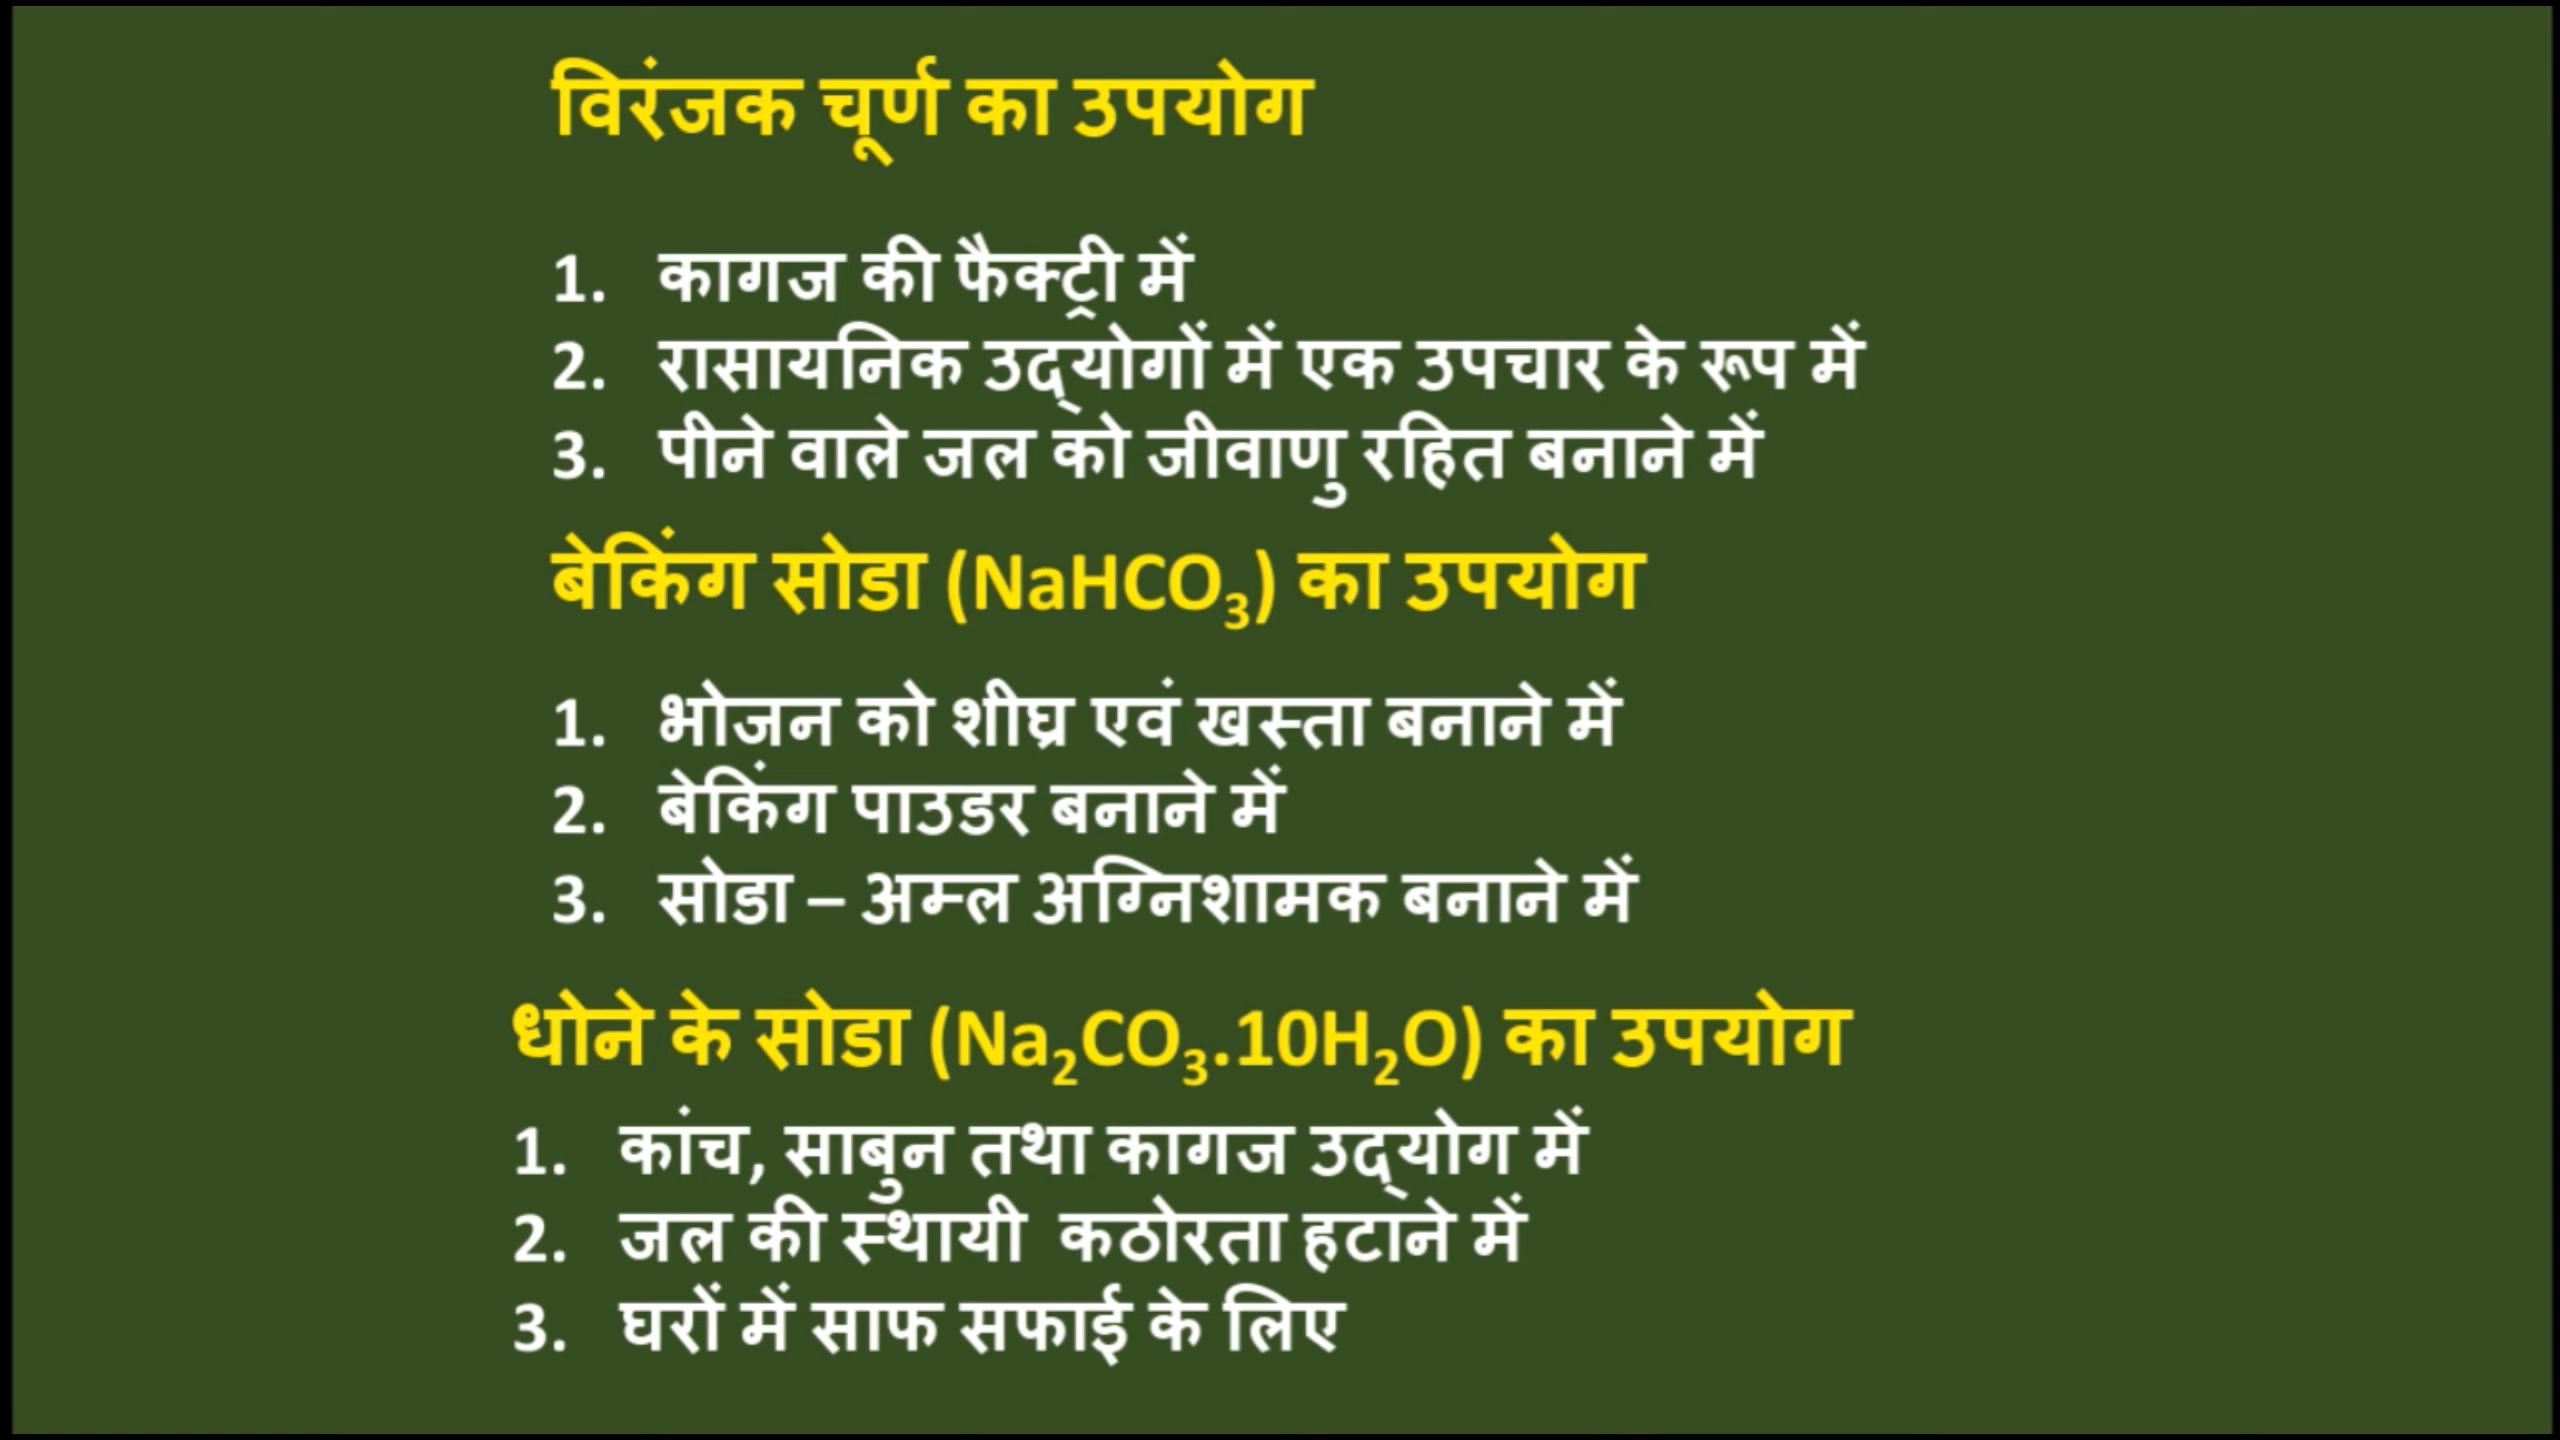 विरंजक चूर्ण का उपयोग
1. कागज की फैक्ट्री में
2. रासायनिक उद्योगों में एक उपचार के रूप में
3. पीने वाले जल को जीवाणु रहित बनाने में
बेकिंग सोडा (NaHCO₃) का उपयोग
1. भोजन को शीघ्र एवं खस्ता बनाने में
2. बेकिंग पाउडर बनाने में
3. सोडा – अम्ल अग्निशामक बनाने में
धोने के सोडा (Na₂CO₃.10H₂O) का उपयोग
1. कांच, साबुन तथा कागज उद्योग में
2. जल की स्थायी कठोरता हटाने में
3. घरों में साफ सफाई के लिए